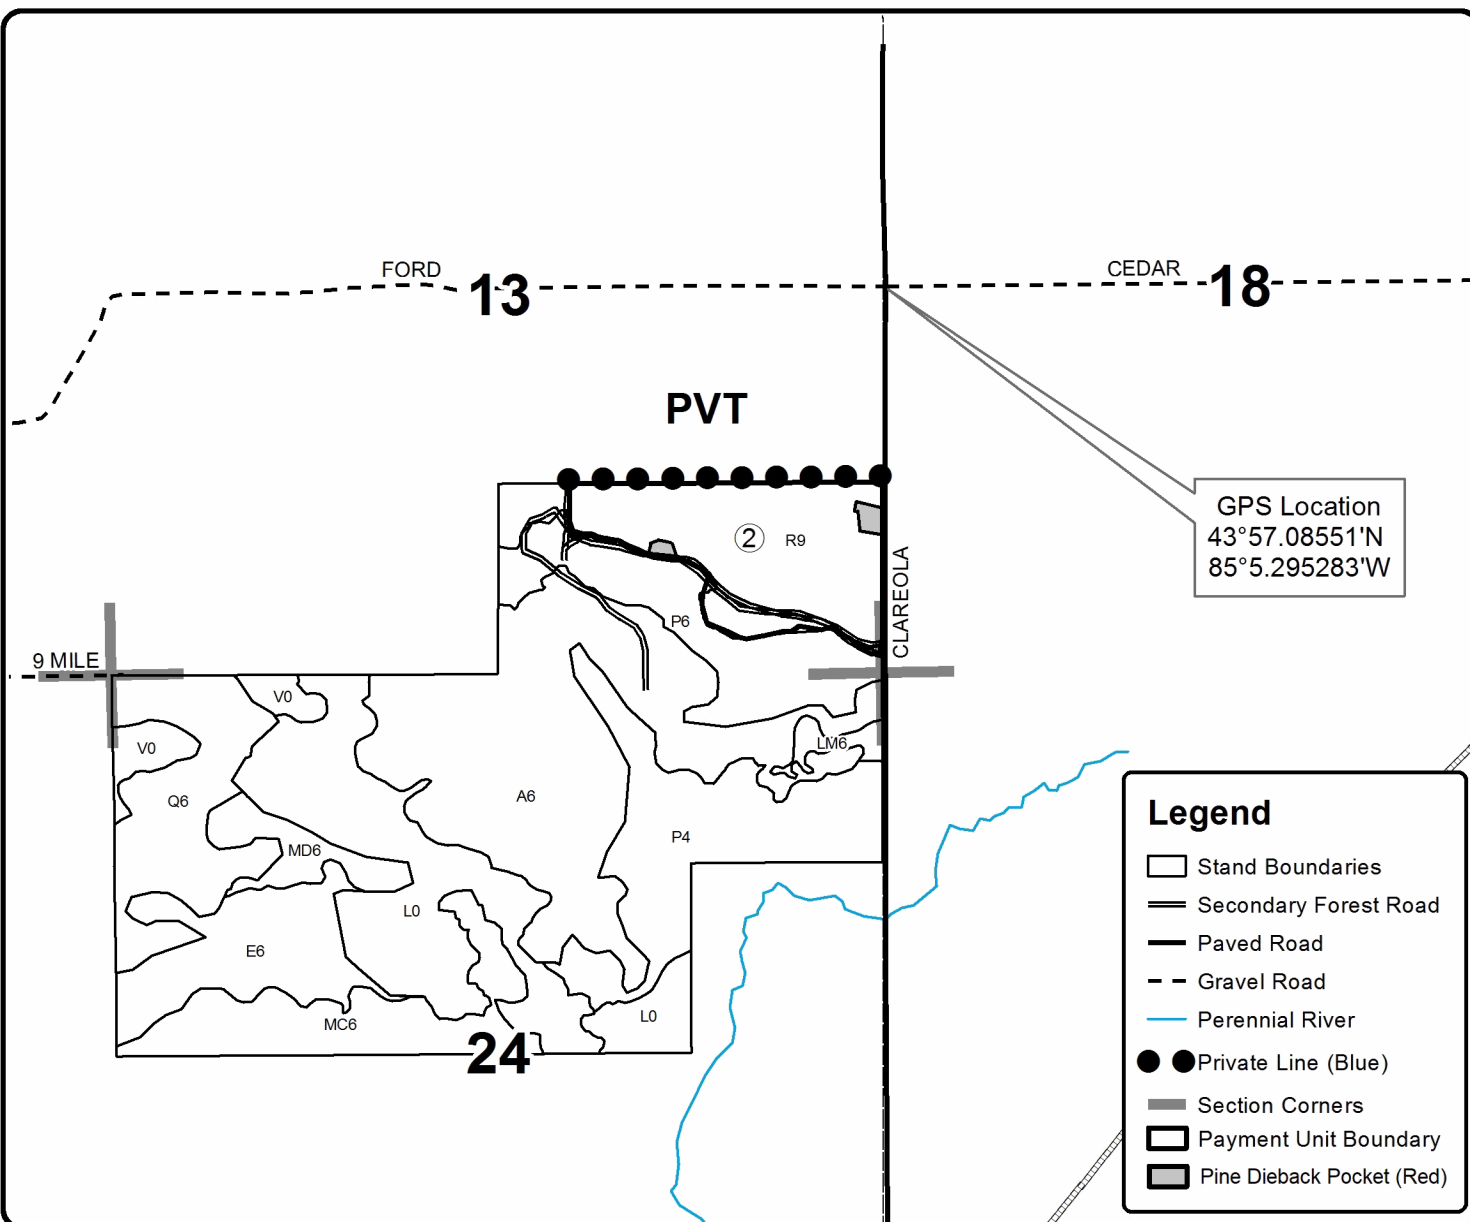 FORD
13
CEDAR
18
PVT
GPS Location
43°57.08551'N
85°5.295283'W
2
R9
CLAREOLA
P6
9 MILE
V0
V0
LM6
Q6
A6
P4
MD6
L0
E6
L0
MC6
24
Legend
Stand Boundaries
Secondary Forest Road
Paved Road
Gravel Road
Perennial River
Private Line (Blue)
Section Corners
Payment Unit Boundary
Pine Dieback Pocket (Red)